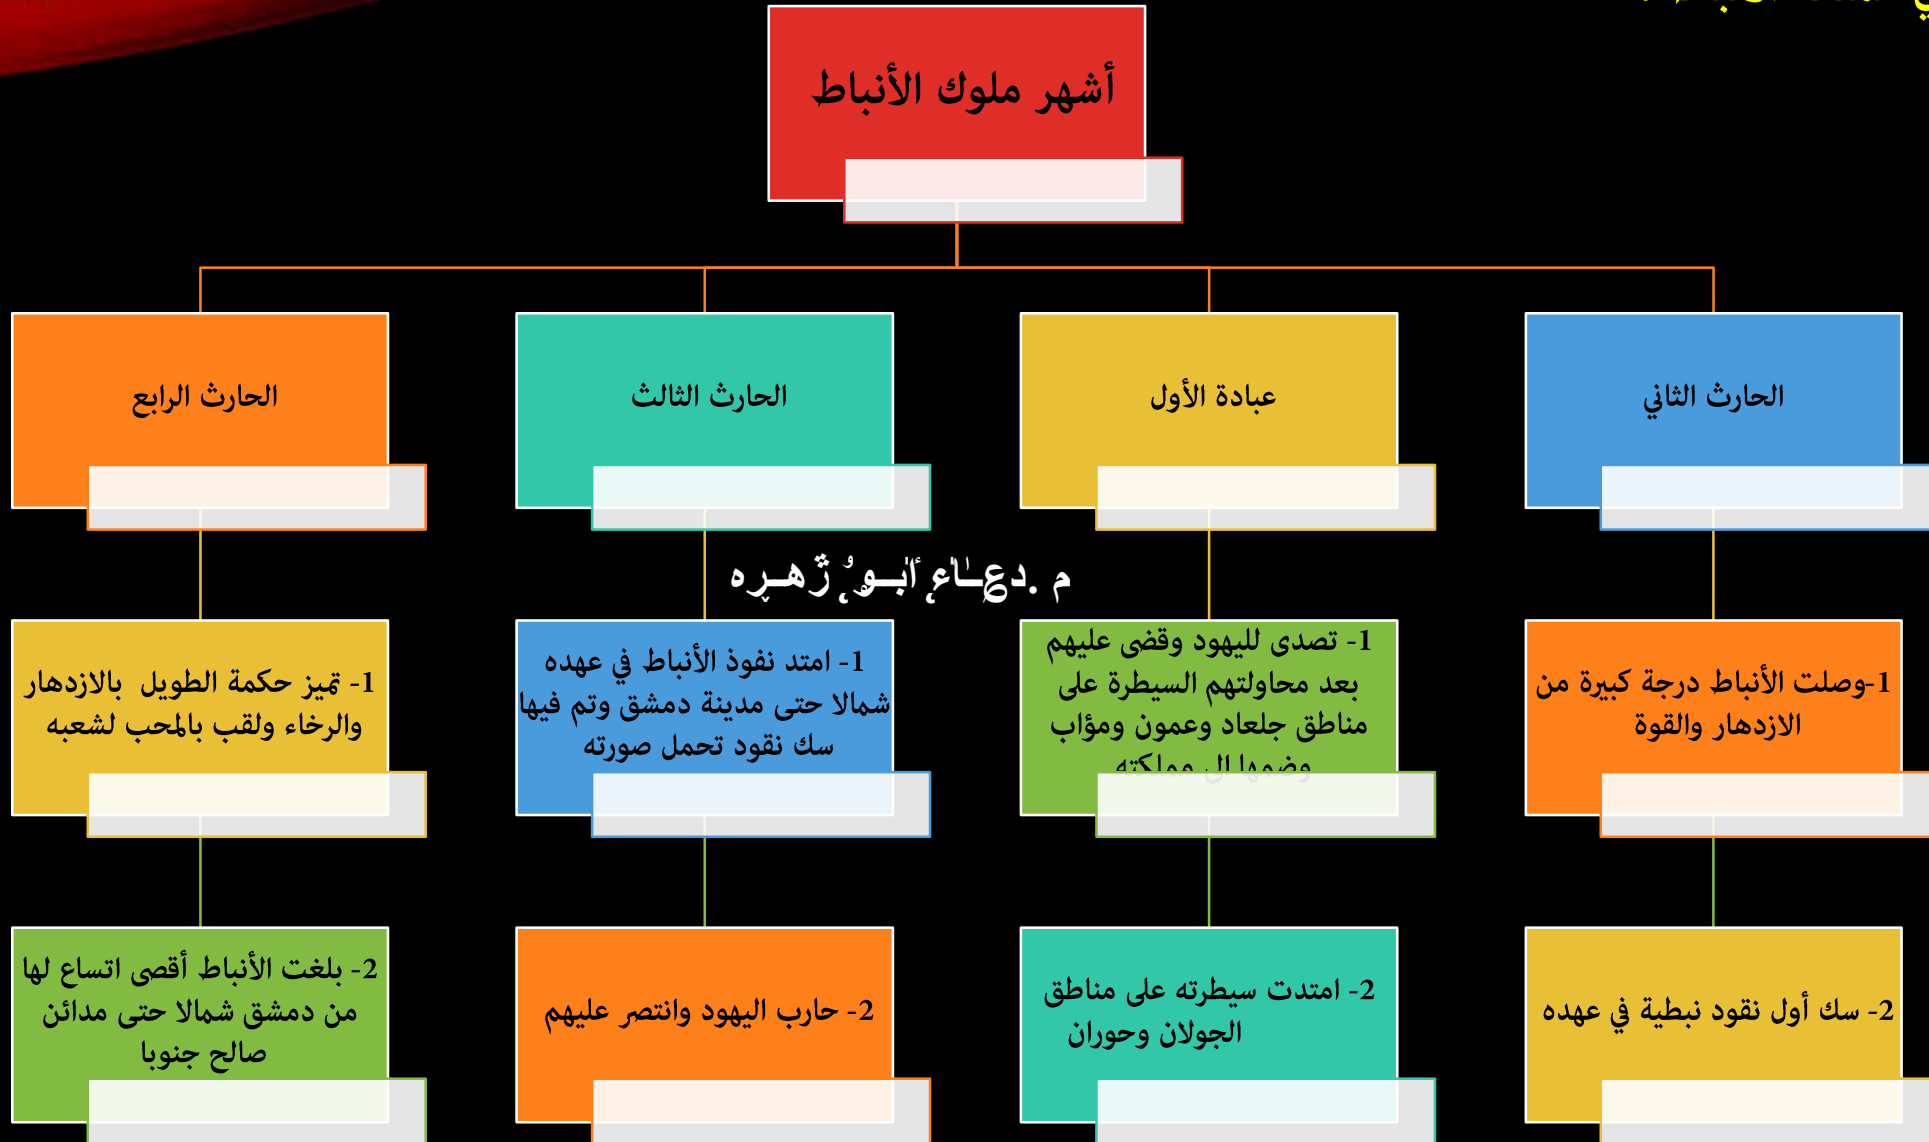 أشهر ملوك الأنباط
الحارث الثاني
عبادة الأول
الحارث الثالث
الحارث الرابع
م .دعاء أبو زهره
1-وصلت الأنباط درجة كبيرة من
الازدهار والقوة
1- تصدى لليهود وقضى عليهم
بعد محاولتهم السيطرة على
مناطق جلعاد وعمون ومؤاب
وضمها الى مملكته
1- امتد نفوذ الأنباط في عهده
شمالا حتى مدينة دمشق وتم فيها
سك نقود تحمل صورته
1- تميز حكمة الطويل بالازدهار
والرخاء ولقب بالمحب لشعبه
2- سك أول نقود نبطية في عهده
2- امتدت سيطرته على مناطق
الجولان وحوران
2- حارب اليهود وانتصر عليهم
2- بلغت الأنباط أقصى اتساع لها
من دمشق شمالا حتى مدائن
صالح جنوبا